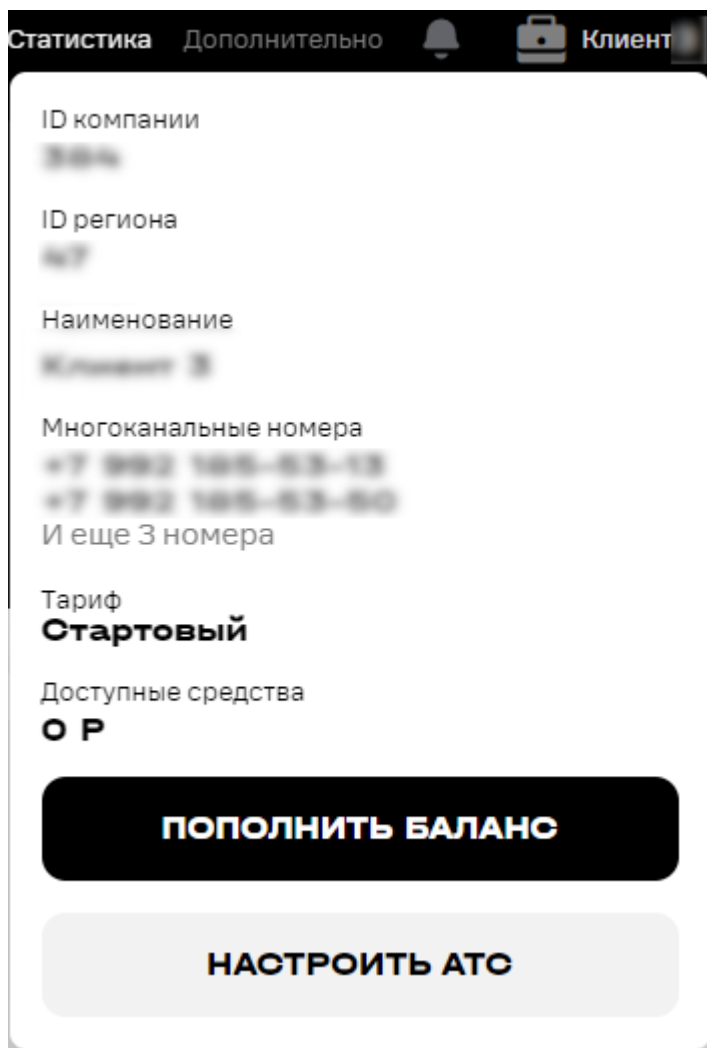 Статистика Дополнительно Клиент
ID компании
ID региона
Наименование
Многоканальные номера
И еще 3 номера
Тариф
Стартовый
Доступные средства
0 Р
ПОПОЛНИТЬ БАЛАНС
НАСТРОИТЬ АТС